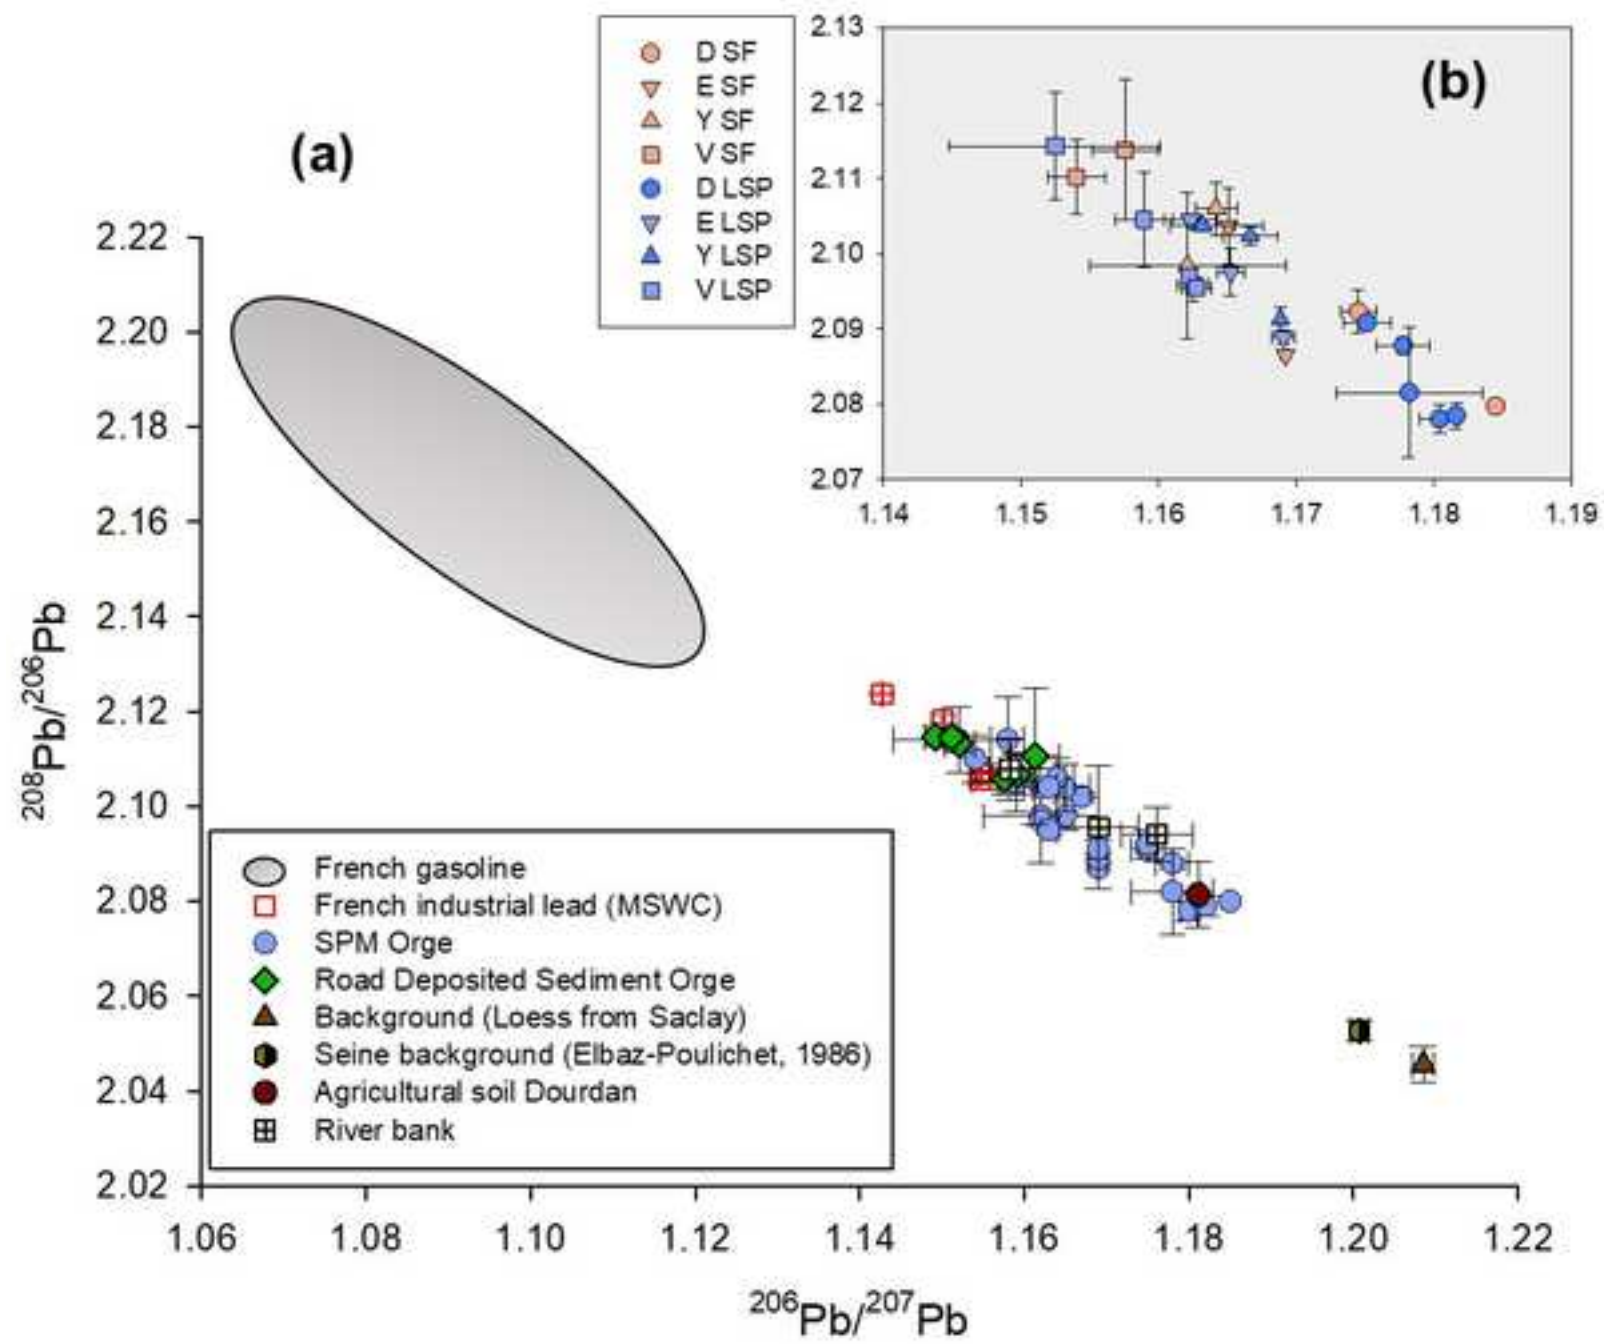 (a)
D SF
E SF
Y SF
V SF
D LSP
E LSP
Y LSP
V LSP
(b)
2.13
2.12
2.11
2.10
2.09
2.08
2.07
1.14 1.15 1.16 1.17 1.18 1.19
2.22
2.20
2.18
2.16
2.14
2.12
2.10
2.08
2.06
2.04
2.02
208Pb/206Pb
French gasoline
French industrial lead (MSWC)
SPM Orge
Road Deposited Sediment Orge
Background (Loess from Saclay)
Seine background (Elbaz-Poulichet, 1986)
Agricultural soil Dourdan
River bank
1.06 1.08 1.10 1.12 1.14 1.16 1.18 1.20 1.22
206Pb/207Pb